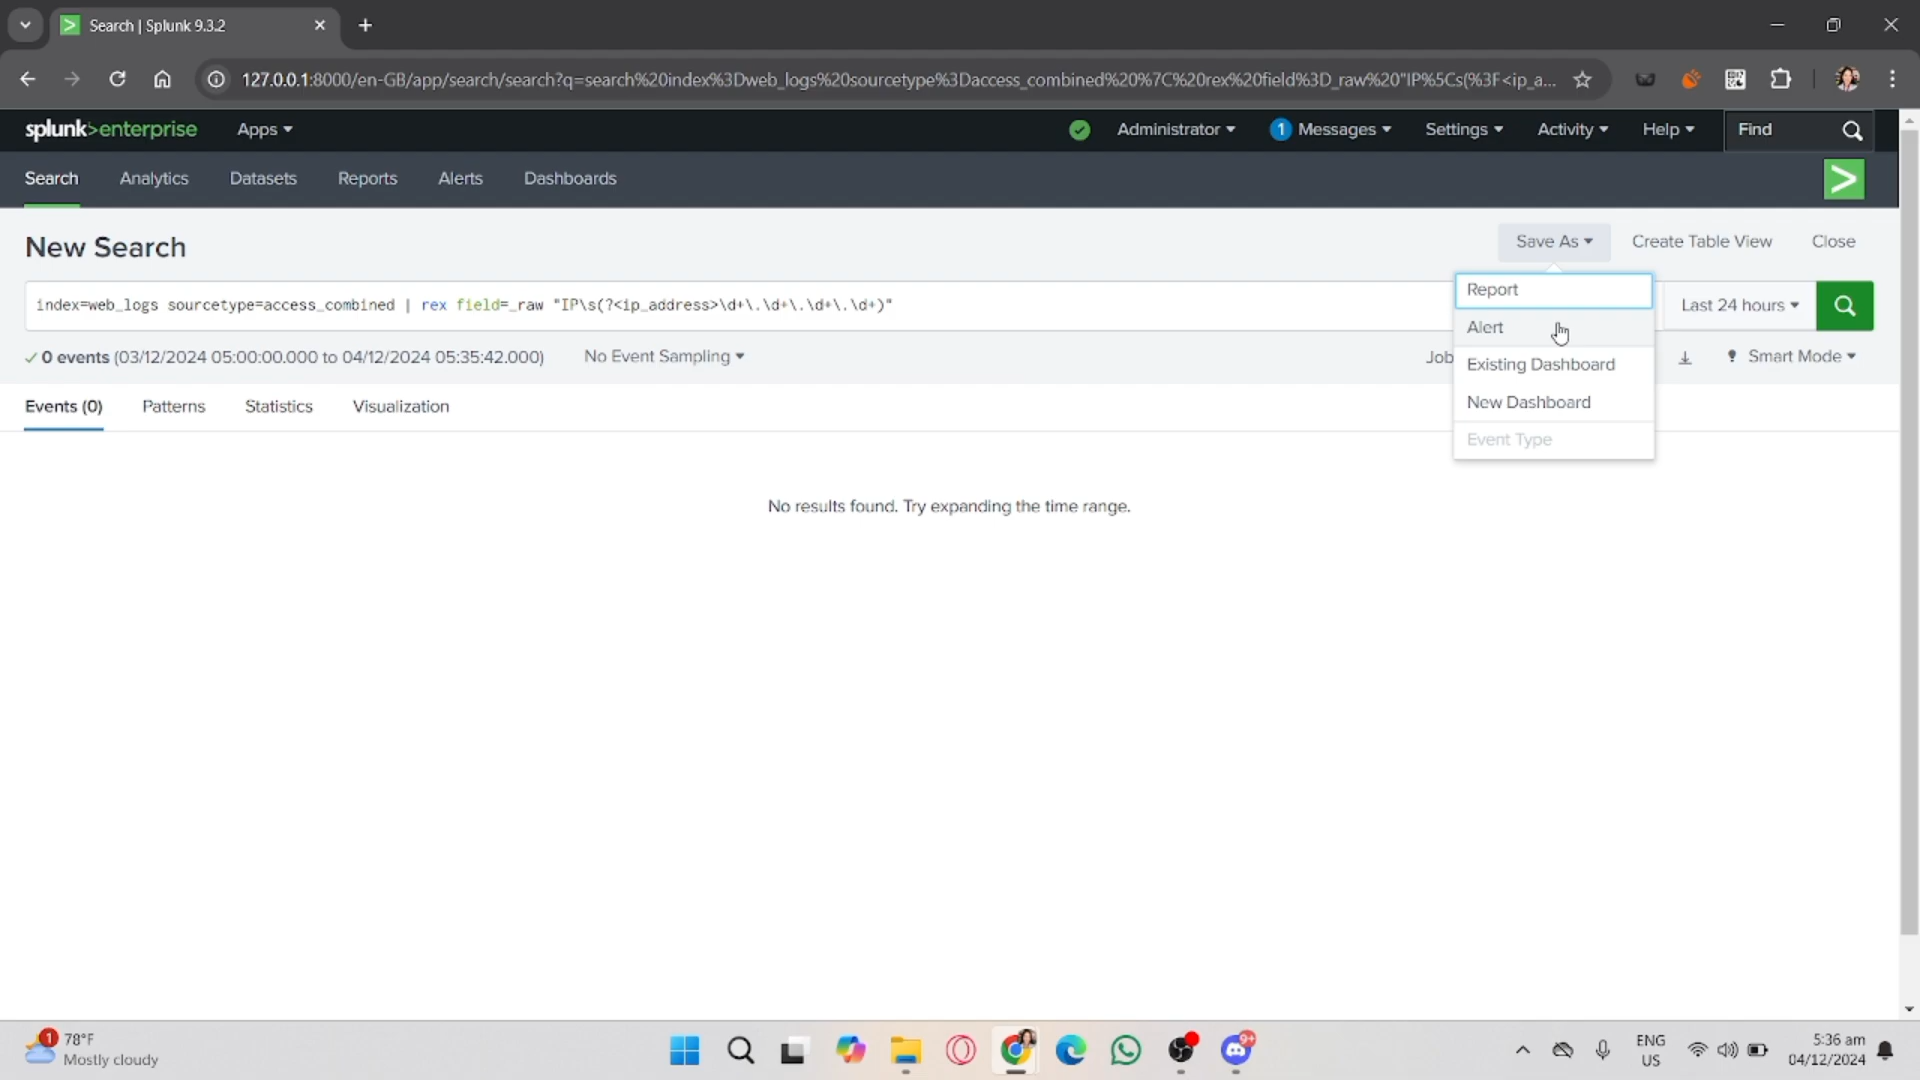 Search | Splunk 9.3.2
127.0.0.1:8000/en-GB/app/search/search?q=search%20index%3Dweb_logs%20sourcetype%3Daccess_combined%20%7C%20rex%20field%3D_raw%20"IP%5Cs(%3F<ip_a...
splunk>enterprise Apps Administrator 1 Messages Settings Activity Help Find
Search Analytics Datasets Reports Alerts Dashboards
New Search Save As Create Table View Close
index=web_logs sourcetype=access_combined | rex field=_raw "IP\s(?<ip_address>\d+\.\d+\.\d+\.\d+)" Last 24 hours
Report
Alert
Existing Dashboard
New Dashboard
Event Type
0 events (03/12/2024 05:00:00.000 to 04/12/2024 05:35:42.000) No Event Sampling Job Smart Mode
Events (0) Patterns Statistics Visualization
No results found. Try expanding the time range.
1 78°F
Mostly cloudy
9+
ENG
US
5:36 am
04/12/2024